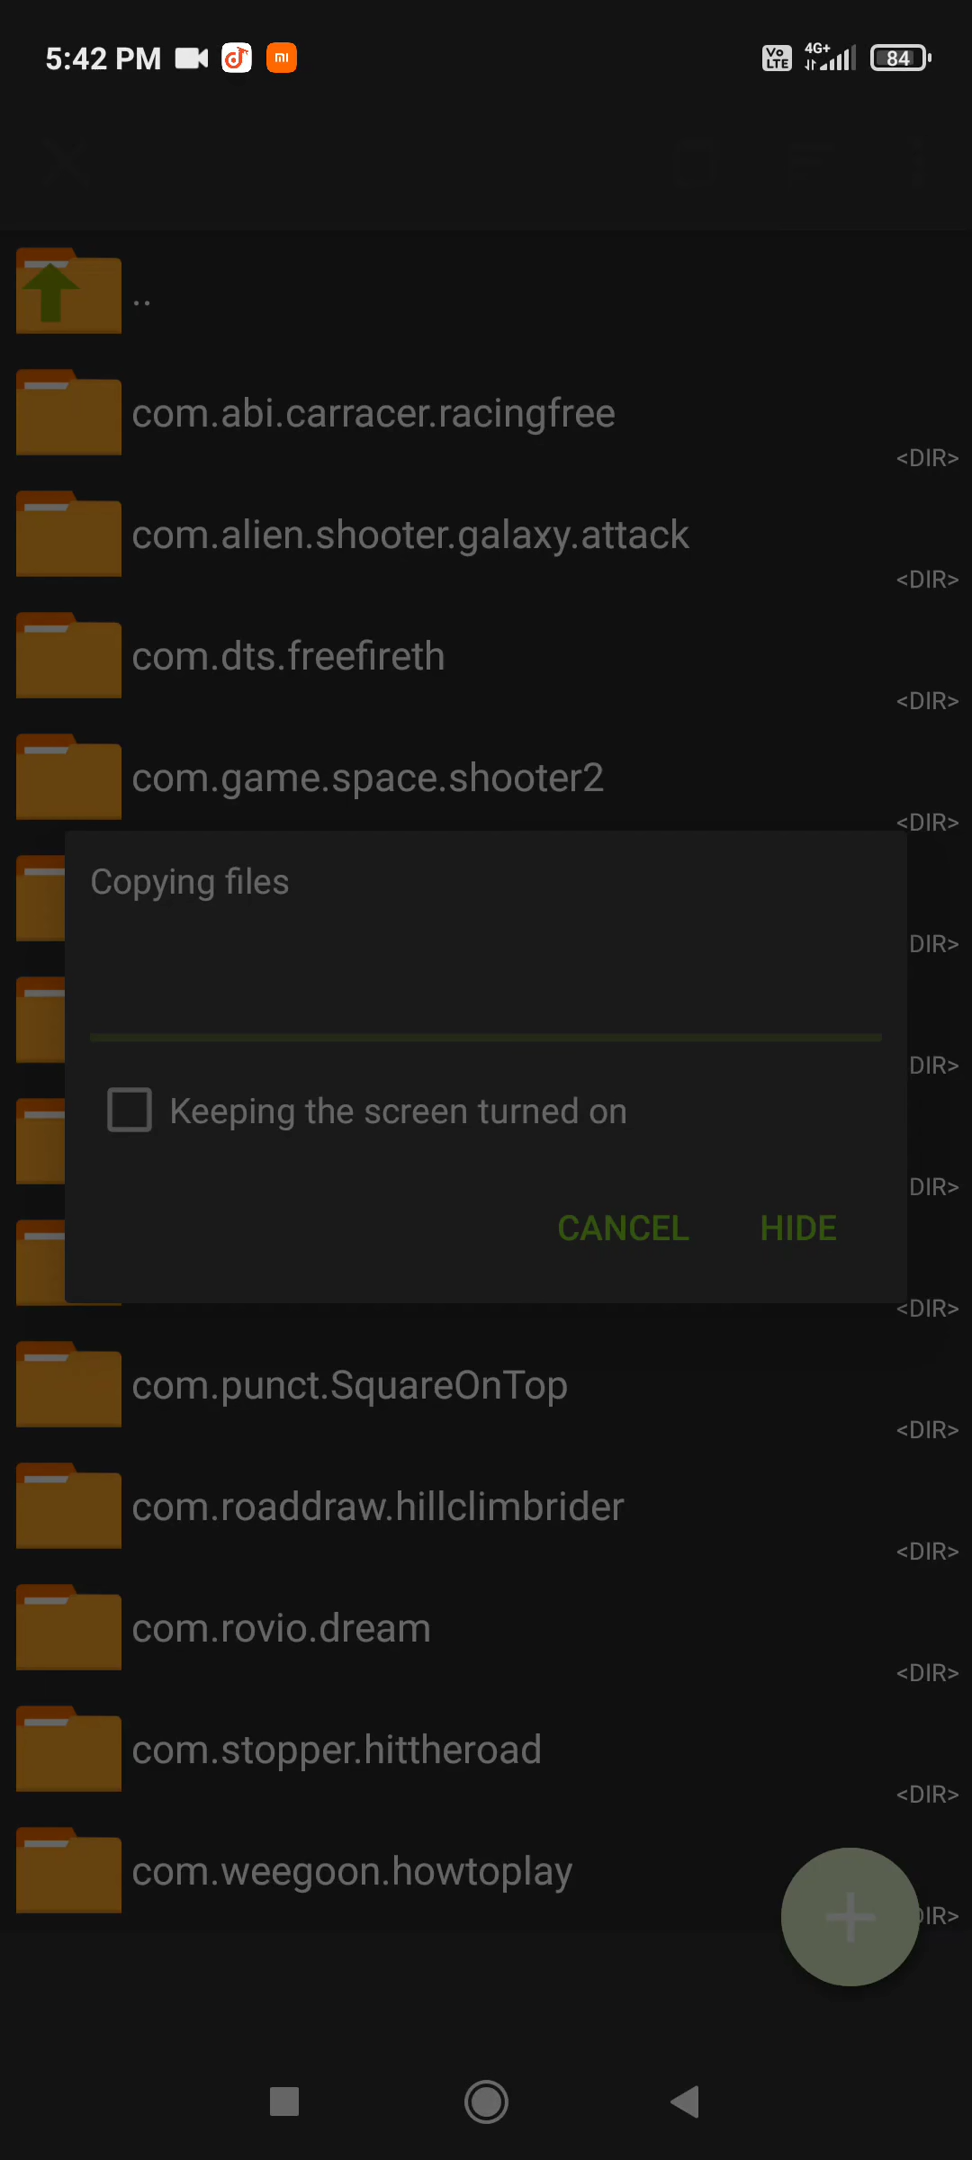 5:42 PM
Vo
LTE
4G+
84
..
com.abi.carracer.racingfree
<DIR>
com.alien.shooter.galaxy.attack
<DIR>
com.dts.freefireth
<DIR>
com.game.space.shooter2
<DIR>
Copying files
DIR>
DIR>
Keeping the screen turned on
DIR>
CANCEL HIDE
<DIR>
com.punct.SquareOnTop
<DIR>
com.roaddraw.hillclimbrider
<DIR>
com.rovio.dream
<DIR>
com.stopper.hittheroad
<DIR>
com.weegoon.howtoplay
DIR>